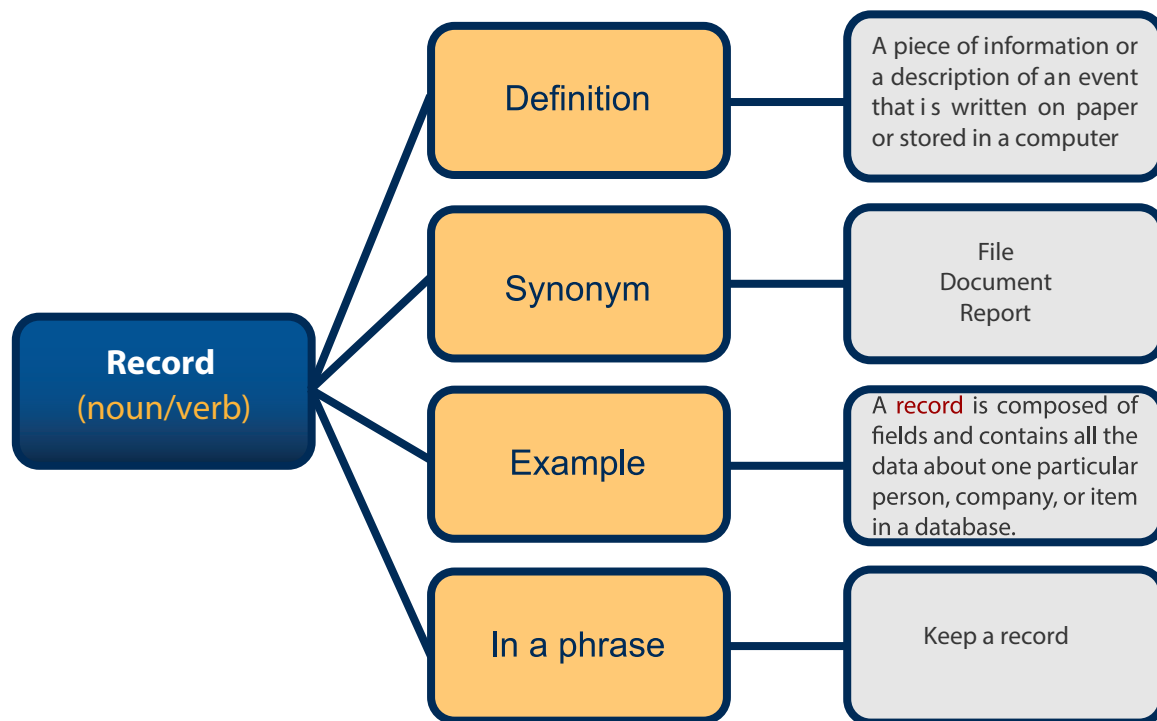 Record
(noun/verb)
Definition
A piece of information or
a description of an event
that i s written on paper
or stored in a computer
Synonym
File
Document
Report
Example
A record is composed of
fields and contains all the
data about one particular
person, company, or item
in a database.
In a phrase
Keep a record